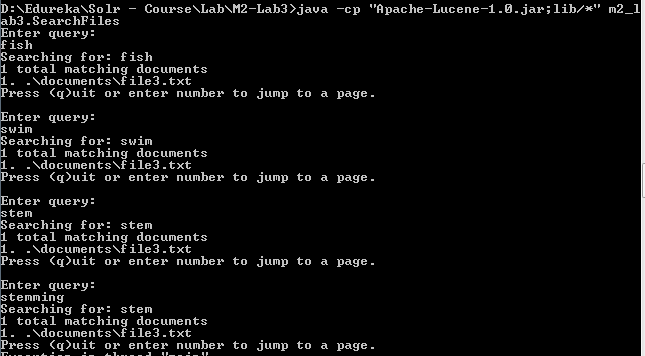 D:\Edureka\Solr - Course\Lab\M2-Lab3>java -cp "Apache-Lucene-1.0.jar;lib/*" m2_l
ab3.SearchFiles
Enter query:
fish
Searching for: fish
1 total matching documents
1. .\documents\file3.txt
Press (q)uit or enter number to jump to a page.
Enter query:
swim
Searching for: swim
1 total matching documents
1. .\documents\file3.txt
Press (q)uit or enter number to jump to a page.
Enter query:
stem
Searching for: stem
1 total matching documents
1. .\documents\file3.txt
Press (q)uit or enter number to jump to a page.
Enter query:
stemming
Searching for: stem
1 total matching documents
1. .\documents\file3.txt
Press (q)uit or enter number to jump to a page.
Exception in thread "main"